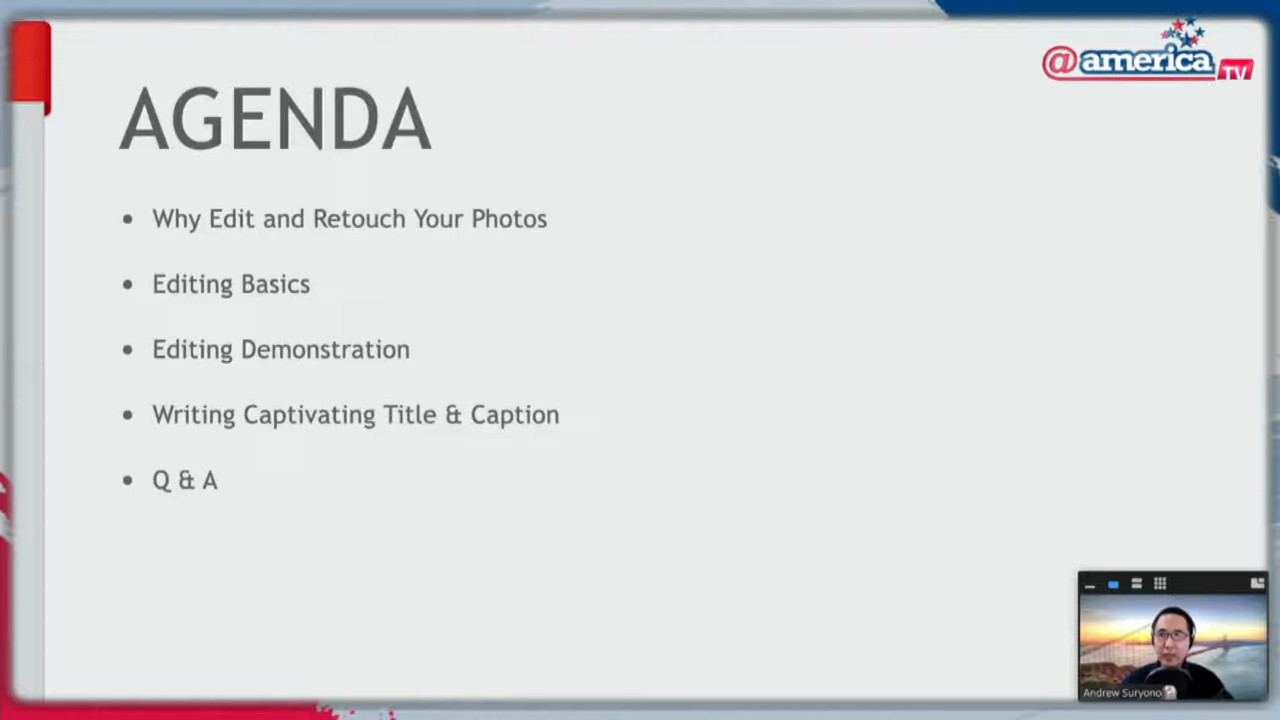 @america
TV
AGENDA
• Why Edit and Retouch Your Photos
• Editing Basics
• Editing Demonstration
• Writing Captivating Title & Caption
• Q & A
Andrew Suryono